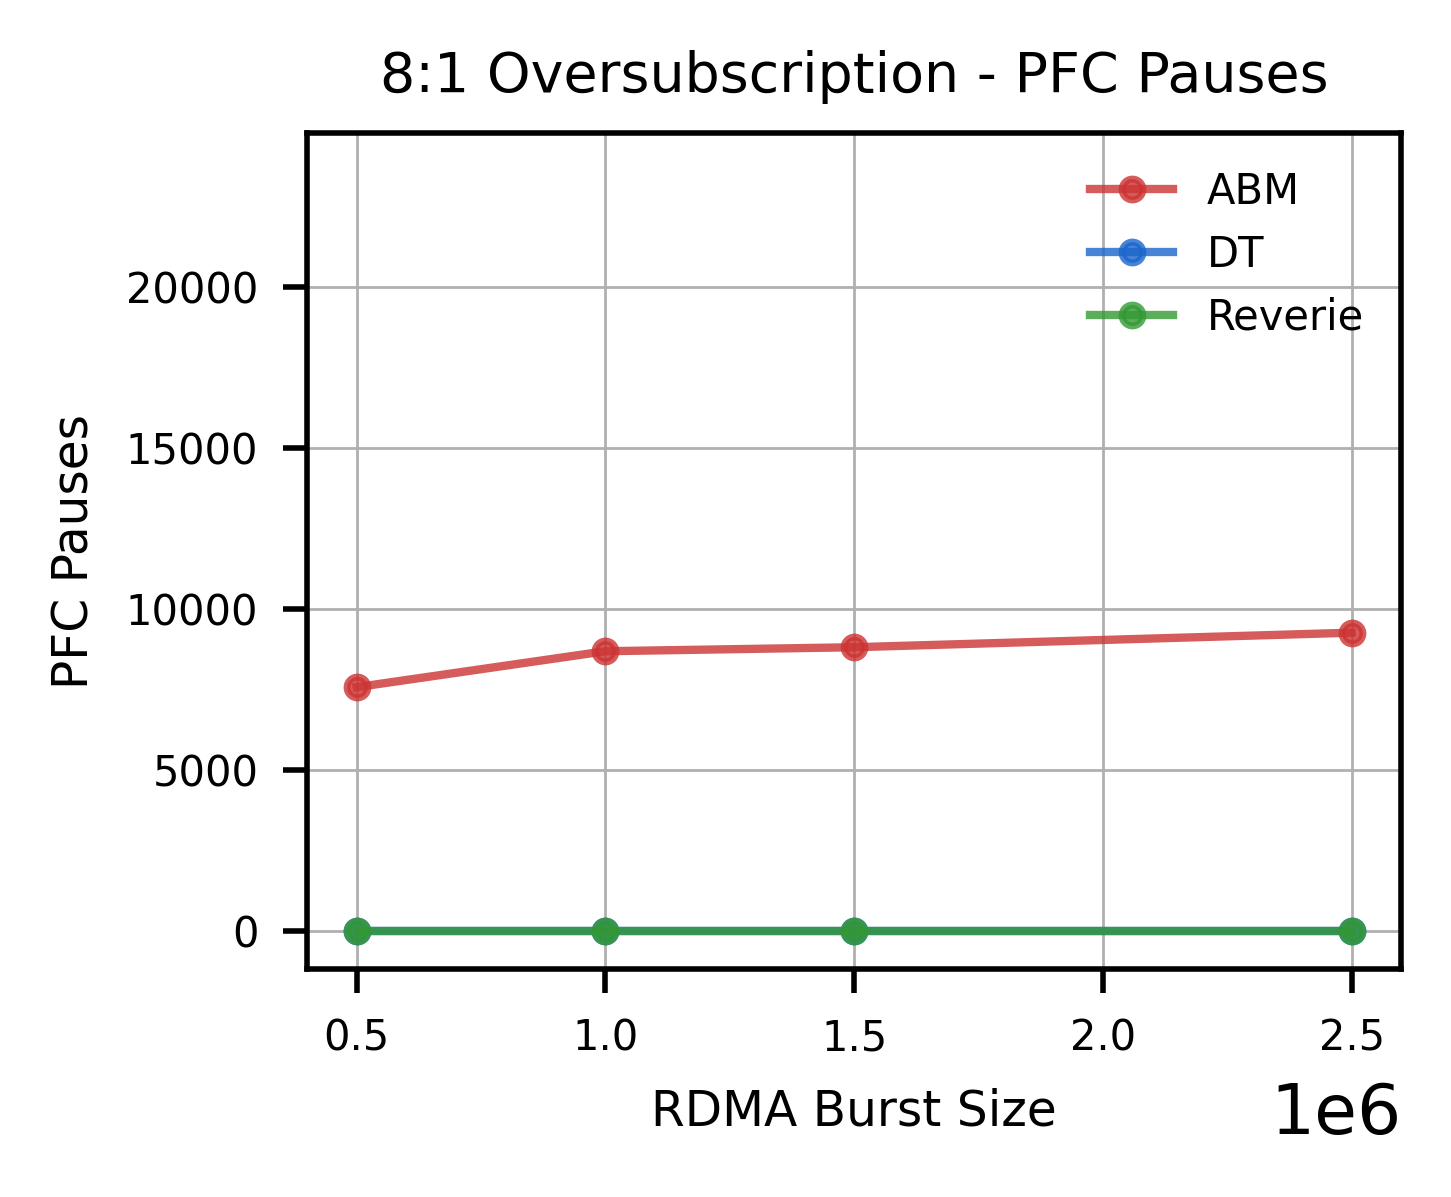 8:1 Oversubscription - PFC Pauses
ABM
DT
Reverie
PFC Pauses
20000
15000
10000
5000
0
0.5 1.0 1.5 2.0 2.5
RDMA Burst Size
1e6